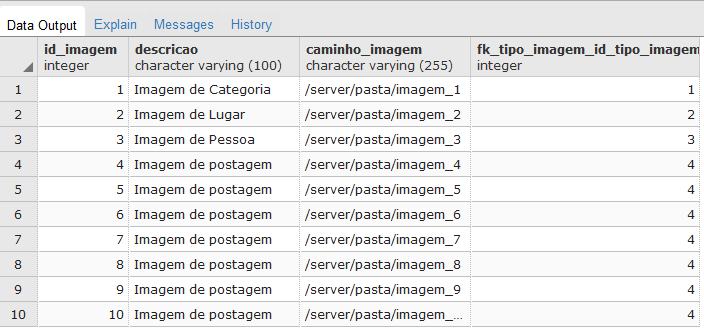 Data Output Explain Messages History
id_imagem descricao caminho_imagem fk_tipo_imagem_id_tipo_imagem
integer character varying (100) character varying (255) integer
1 1 Imagem de Categoria /server/pasta/imagem_1 1
2 2 Imagem de Lugar /server/pasta/imagem_2 2
3 3 Imagem de Pessoa /server/pasta/imagem_3 3
4 4 Imagem de postagem /server/pasta/imagem_4 4
5 5 Imagem de postagem /server/pasta/imagem_5 4
6 6 Imagem de postagem /server/pasta/imagem_6 4
7 7 Imagem de postagem /server/pasta/imagem_7 4
8 8 Imagem de postagem /server/pasta/imagem_8 4
9 9 Imagem de postagem /server/pasta/imagem_9 4
10 10 Imagem de postagem /server/pasta/imagem_... 4